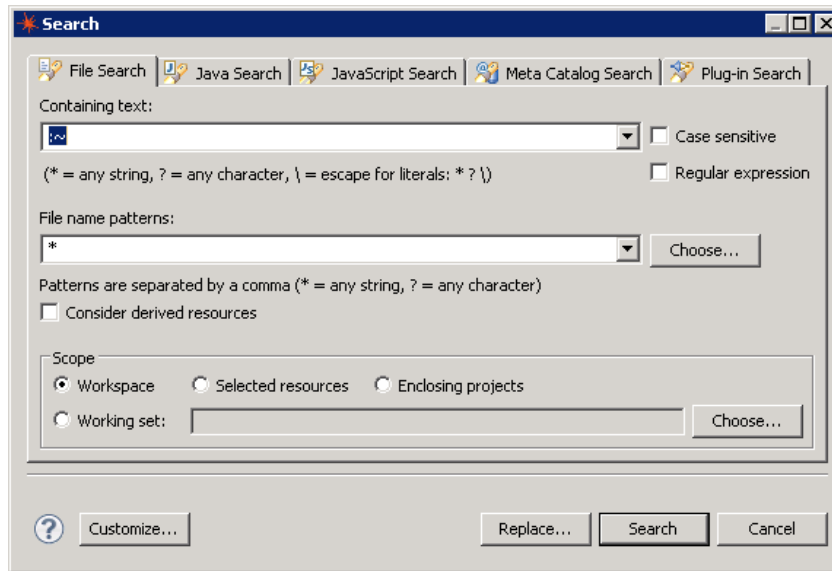 Search
File Search Java Search JavaScript Search Meta Catalog Search Plug-in Search
Containing text:
:~ Case sensitive
(* = any string, ? = any character, \ = escape for literals: * ? \) Regular expression
File name patterns:
* Choose...
Patterns are separated by a comma (* = any string, ? = any character)
Consider derived resources
Scope
Workspace Selected resources Enclosing projects
Working set: Choose...
? Customize... Replace... Search Cancel